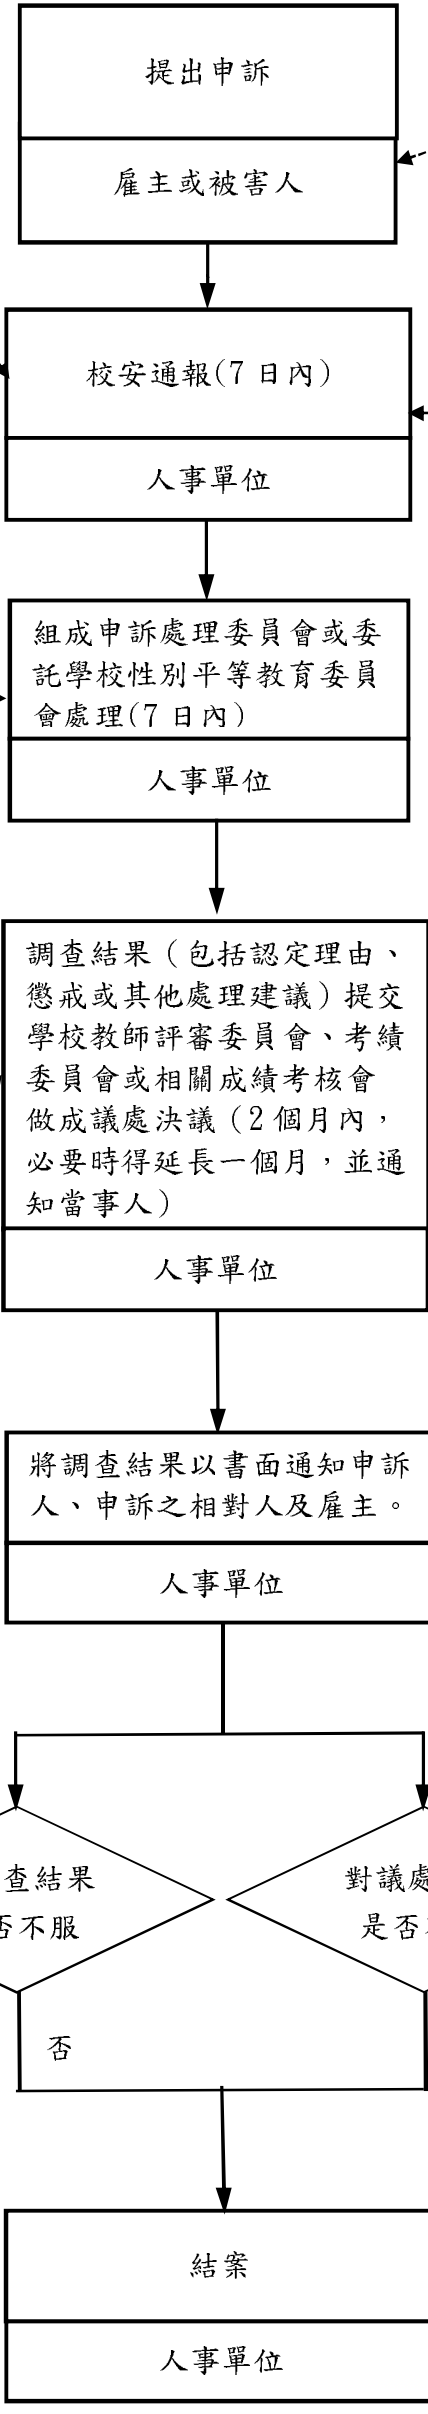 提出申訴
雇主或被害人
校安通報(7日內)
人事單位
組成申訴處理委員會或委
託學校性別平等教育委員
會處理(7日內)
人事單位
調查結果（包括認定理由、
懲戒或其他處理建議）提交
學校教師評審委員會、考績
委員會或相關成績考核會
做成議處決議（2個月內，
必要時得延長一個月，並通
知當事人）
人事單位
將調查結果以書面通知申訴
人、申訴之相對人及雇主。
人事單位
查結果
否不服
對議處
是否
否
結案
人事單位